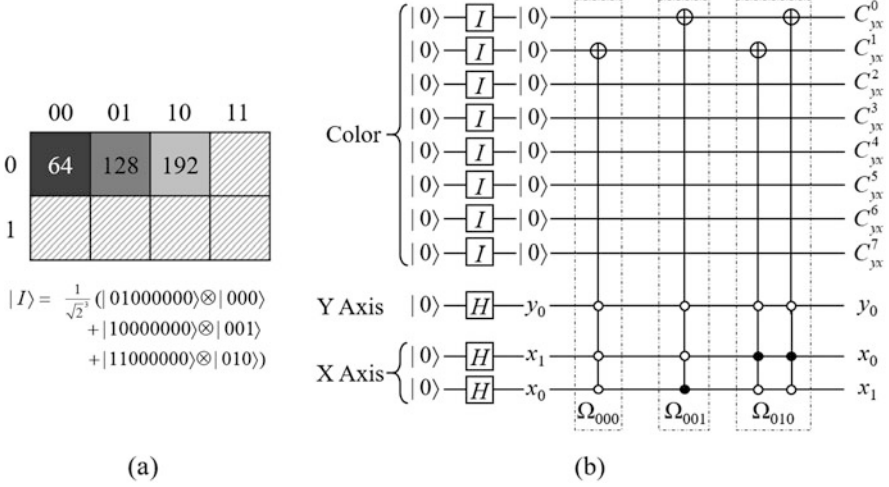 00 01 10 11
0 64 128 192
1
|I⟩ = 1/√2³ (|01000000⟩⊗|000⟩
+|10000000⟩⊗|001⟩
+|11000000⟩⊗|010⟩)
(a)
Color
|0⟩ I |0⟩ C⁰yx
|0⟩ I |0⟩ C¹yx
|0⟩ I |0⟩ C²yx
|0⟩ I |0⟩ C³yx
|0⟩ I |0⟩ C⁴yx
|0⟩ I |0⟩ C⁵yx
|0⟩ I |0⟩ C⁶yx
|0⟩ I |0⟩ C⁷yx
Y Axis |0⟩ H y₀ y₀
X Axis
|0⟩ H x₁ x₀
|0⟩ H x₀ x₁
Ω₀₀₀ Ω₀₀₁ Ω₀₁₀
(b)